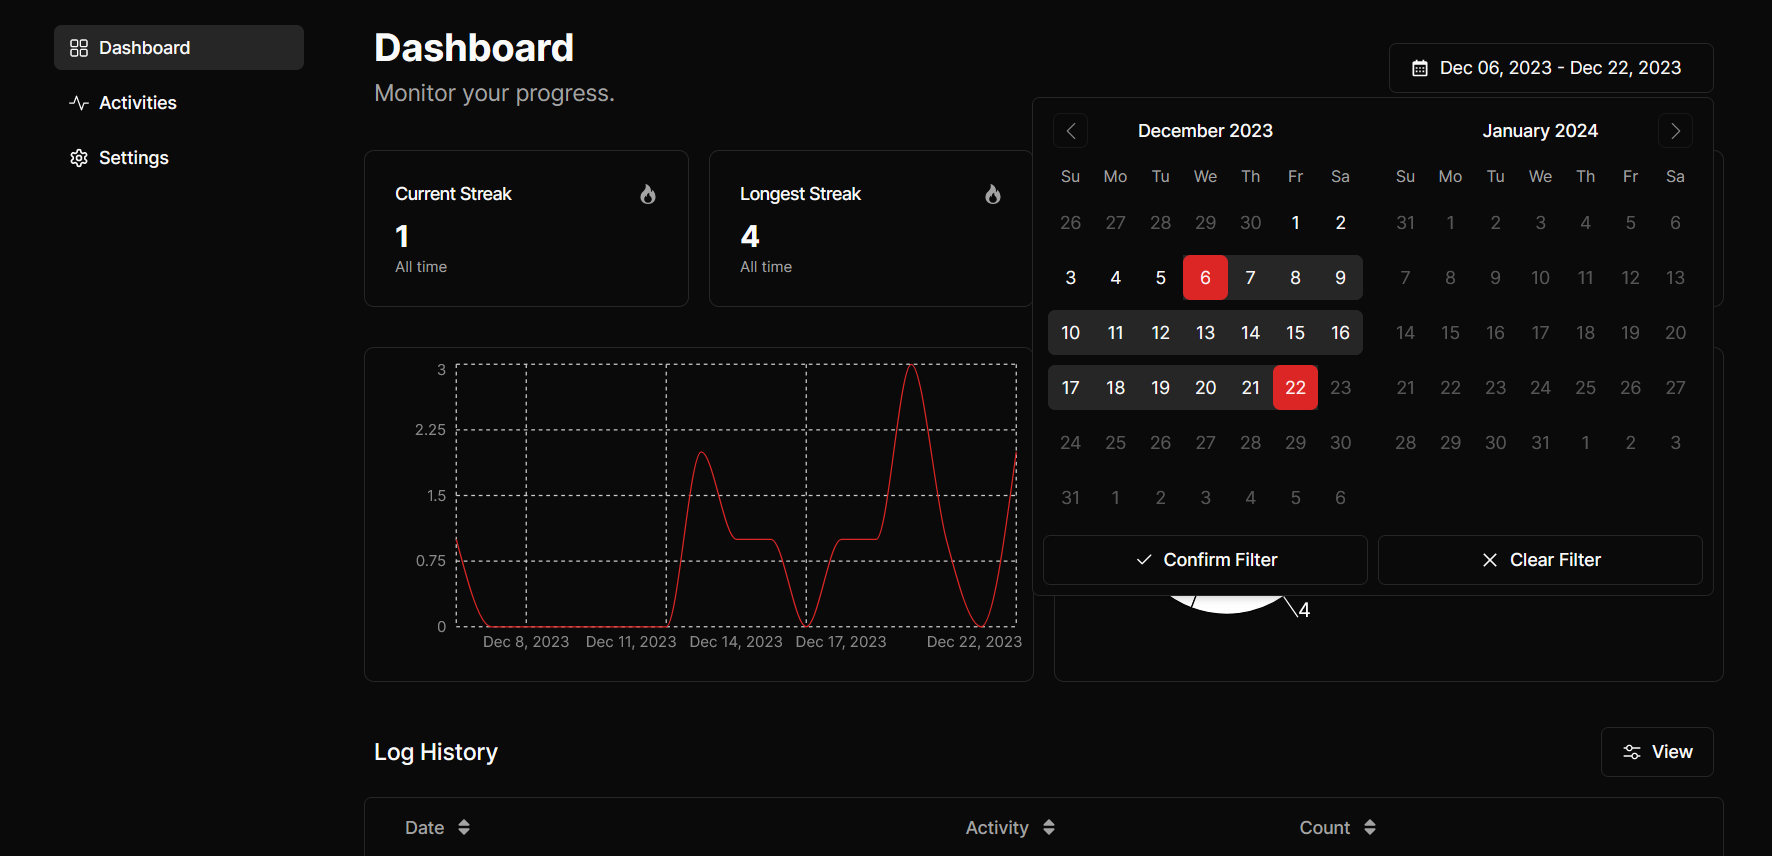 Dashboard
Activities
Settings
Dashboard
Monitor your progress.
Dec 06, 2023 - Dec 22, 2023
Current Streak
1
All time
Longest Streak
4
All time
December 2023
Su Mo Tu We Th Fr Sa
26 27 28 29 30 1 2
3 4 5 6 7 8 9
10 11 12 13 14 15 16
17 18 19 20 21 22 23
24 25 26 27 28 29 30
31 1 2 3 4 5 6
January 2024
Su Mo Tu We Th Fr Sa
31 1 2 3 4 5 6
7 8 9 10 11 12 13
14 15 16 17 18 19 20
21 22 23 24 25 26 27
28 29 30 31 1 2 3
Confirm Filter
Clear Filter
3
2.25
1.5
0.75
0
Dec 8, 2023 Dec 11, 2023 Dec 14, 2023 Dec 17, 2023 Dec 22, 2023
4
Log History
View
Date Activity Count